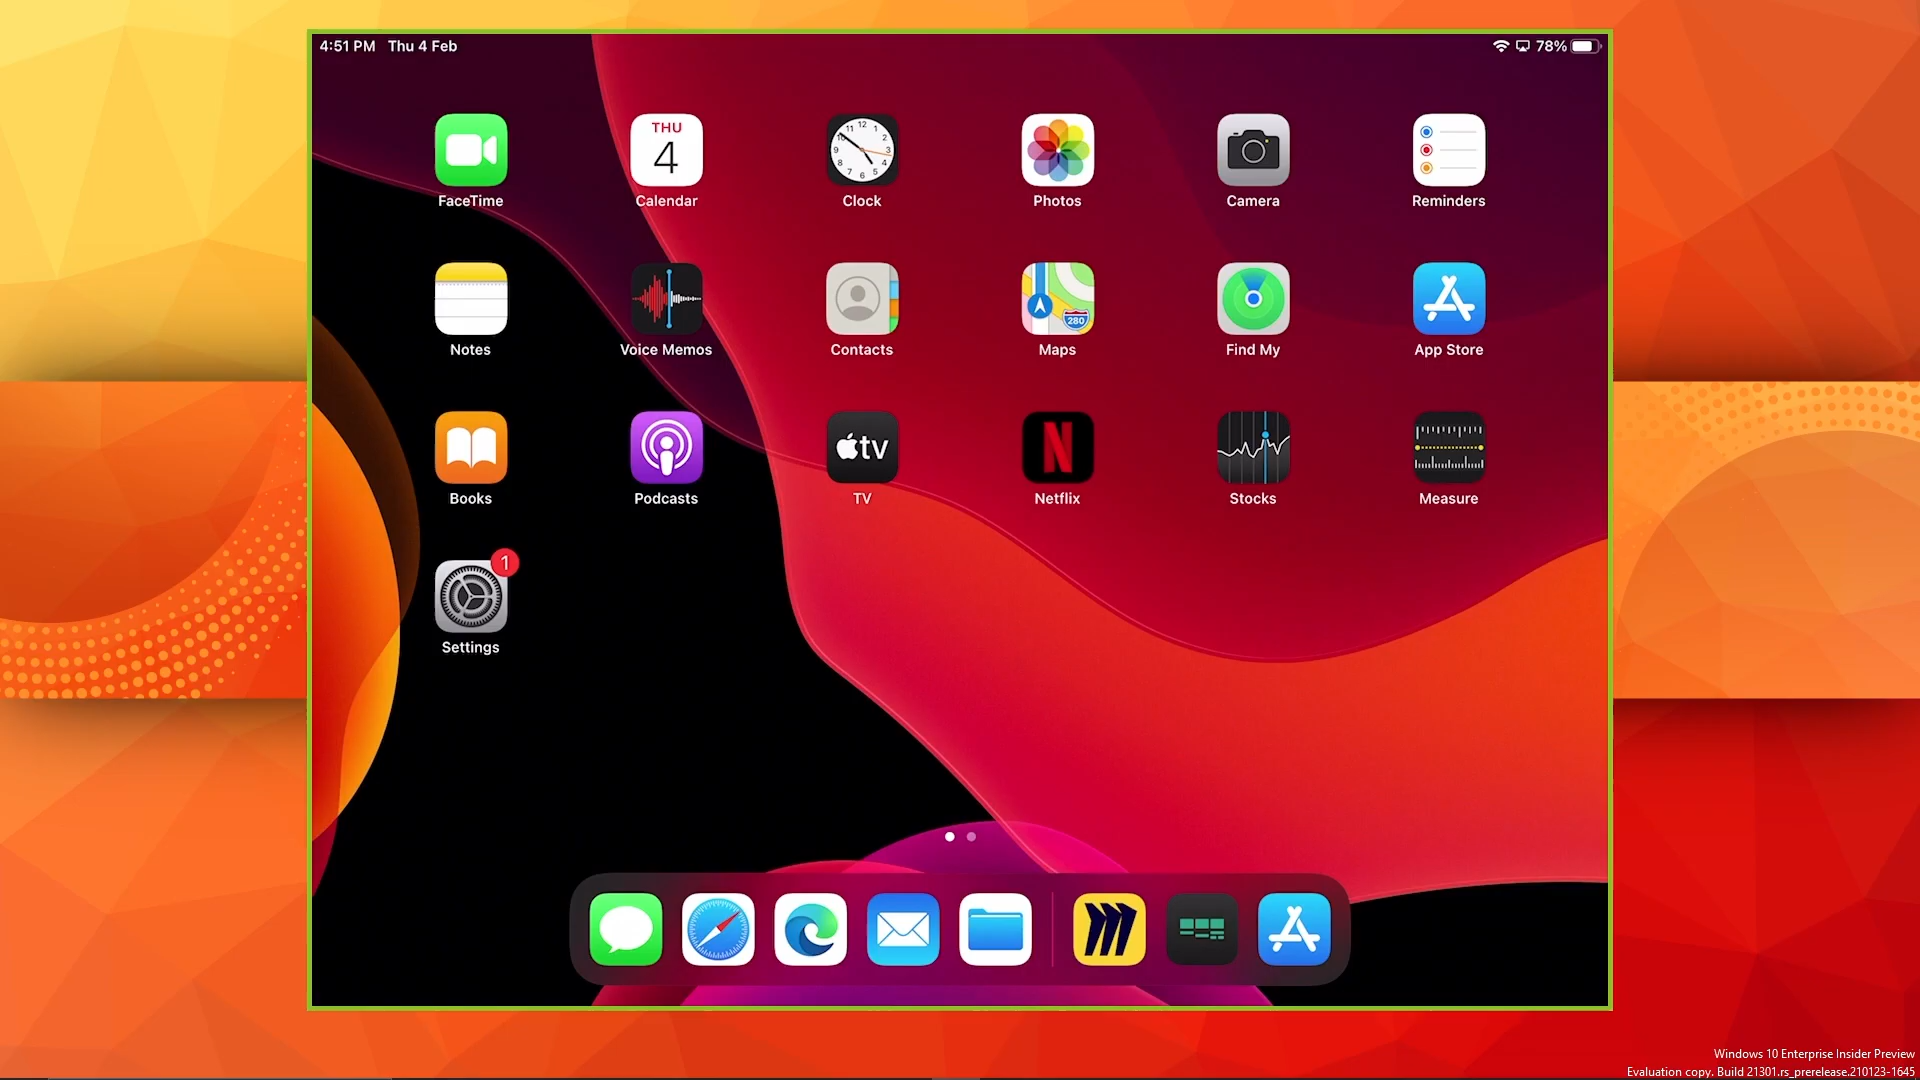 4:51 PM Thu 4 Feb
78%
THU
4
FaceTime
Calendar
Clock
Photos
Camera
Reminders
280
Notes
Voice Memos
Contacts
Maps
Find My
App Store
tv
N
Books
Podcasts
TV
Netflix
Stocks
Measure
1
Settings
Windows 10 Enterprise Insider Preview
Evaluation copy. Build 21301.rs_prerelease.210123-1645